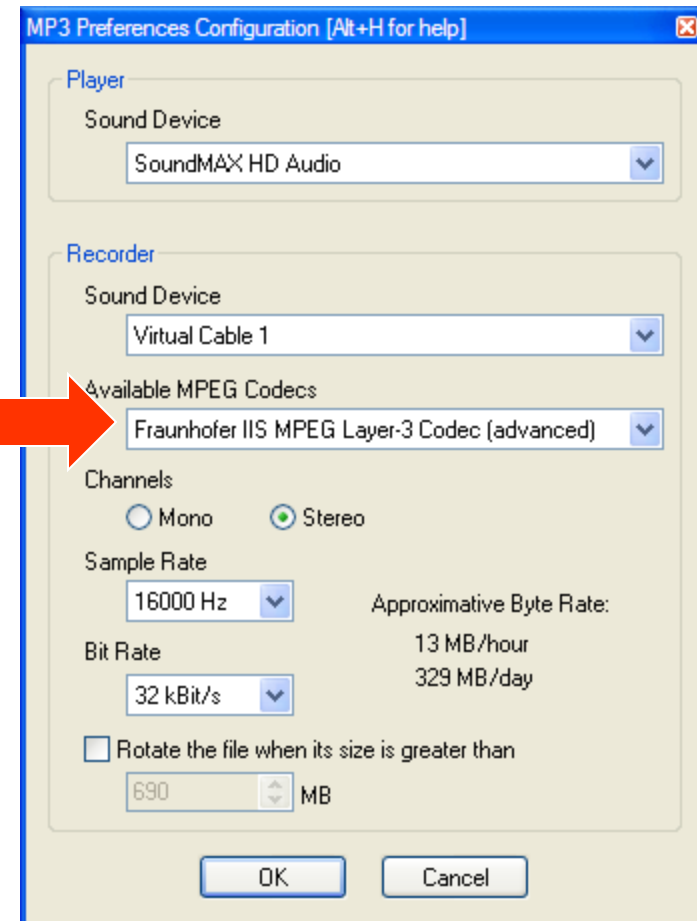 MP3 Preferences Configuration [Alt+H for help]
Player
Sound Device
SoundMAX HD Audio
Recorder
Sound Device
Virtual Cable 1
Available MPEG Codecs
Fraunhofer IIS MPEG Layer-3 Codec (advanced)
Channels
Mono Stereo
Sample Rate
16000 Hz
Approximative Byte Rate:
13 MB/hour
329 MB/day
Bit Rate
32 kBit/s
Rotate the file when its size is greater than
690 MB
OK Cancel